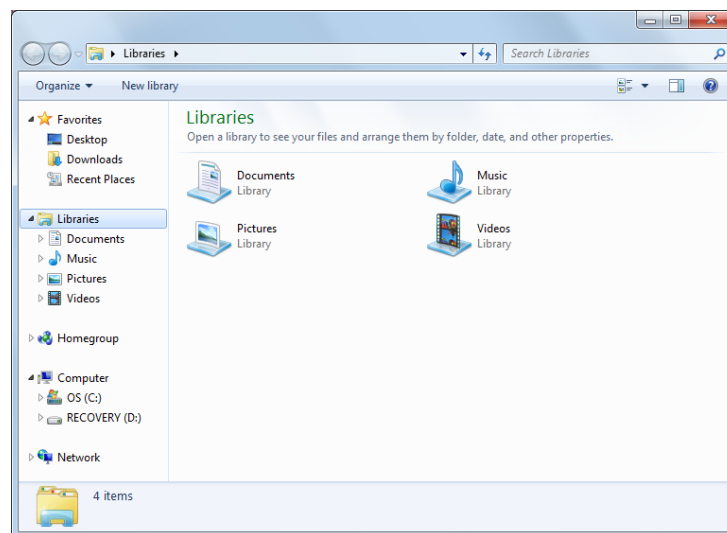 Libraries
Search Libraries
Organize New library
Favorites
Desktop
Downloads
Recent Places
Libraries
Documents
Music
Pictures
Videos
Homegroup
Computer
OS (C:)
RECOVERY (D:)
Network
Libraries
Open a library to see your files and arrange them by folder, date, and other properties.
Documents
Library
Music
Library
Pictures
Library
Videos
Library
4 items